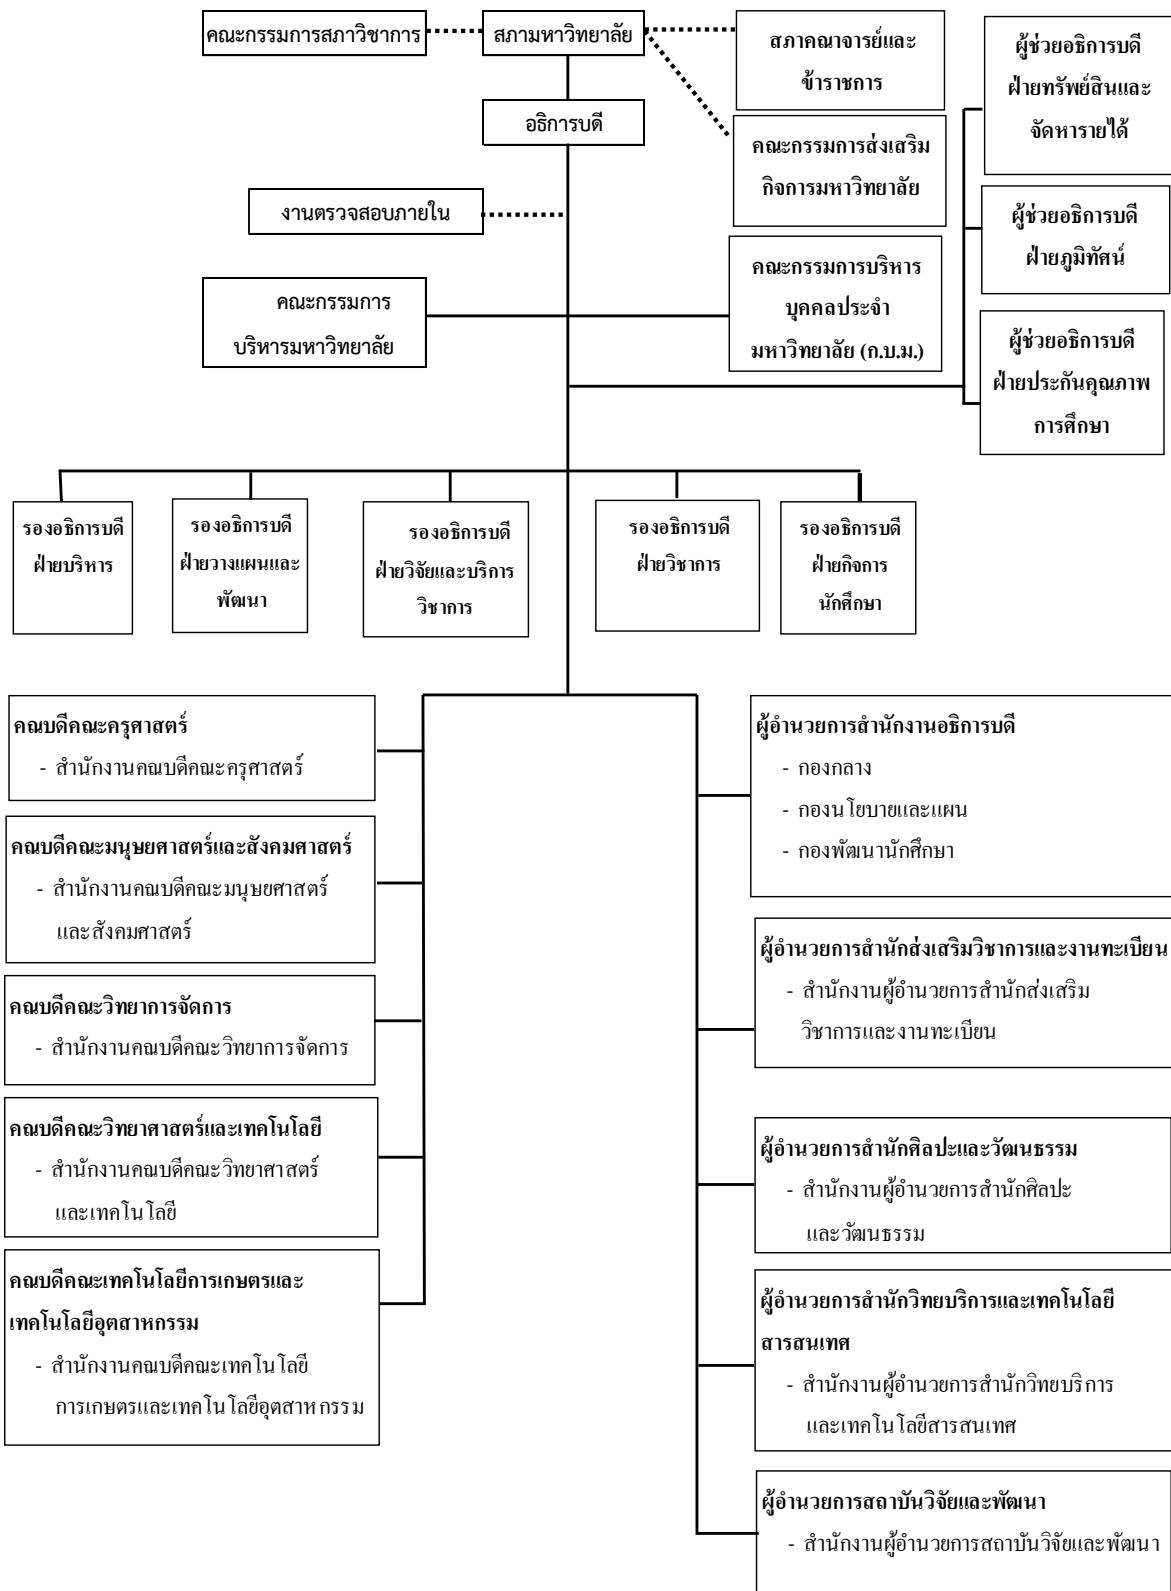 คณะกรรมการสภาวิชาการ
สภามหาวิทยาลัย
สภาคณาจารย์และ
ข้าราชการ
ผู้ช่วยอธิการบดี
ฝ่ายทรัพย์สินและ
จัดหารายได้
อธิการบดี
คณะกรรมการส่งเสริม
กิจการมหาวิทยาลัย
งานตรวจสอบภายใน
ผู้ช่วยอธิการบดี
ฝ่ายภูมิทัศน์
คณะกรรมการ
บริหารมหาวิทยาลัย
คณะกรรมการบริหาร
บุคคลประจำ
มหาวิทยาลัย (ก.บ.ม.)
ผู้ช่วยอธิการบดี
ฝ่ายประกันคุณภาพ
การศึกษา
รองอธิการบดี
ฝ่ายบริหาร
รองอธิการบดี
ฝ่ายวางแผนและ
พัฒนา
รองอธิการบดี
ฝ่ายวิจัยและบริการ
วิชาการ
รองอธิการบดี
ฝ่ายวิชาการ
รองอธิการบดี
ฝ่ายกิจการ
นักศึกษา
คณบดีคณะครุศาสตร์
- สำนักงานคณบดีคณะครุศาสตร์
คณบดีคณะมนุษยศาสตร์และสังคมศาสตร์
- สำนักงานคณบดีคณะมนุษยศาสตร์
และสังคมศาสตร์
คณบดีคณะวิทยาการจัดการ
- สำนักงานคณบดีคณะวิทยาการจัดการ
คณบดีคณะวิทยาศาสตร์และเทคโนโลยี
- สำนักงานคณบดีคณะวิทยาศาสตร์
และเทคโนโลยี
คณบดีคณะเทคโนโลยีการเกษตรและ
เทคโนโลยีอุตสาหกรรม
- สำนักงานคณบดีคณะเทคโนโลยี
การเกษตรและเทคโนโลยีอุตสาหกรรม
ผู้อำนวยการสำนักงานอธิการบดี
- กองกลาง
- กองนโยบายและแผน
- กองพัฒนานักศึกษา
ผู้อำนวยการสำนักส่งเสริมวิชาการและงานทะเบียน
- สำนักงานผู้อำนวยการสำนักส่งเสริม
วิชาการและงานทะเบียน
ผู้อำนวยการสำนักศิลปะและวัฒนธรรม
- สำนักงานผู้อำนวยการสำนักศิลปะ
และวัฒนธรรม
ผู้อำนวยการสำนักวิทยบริการและเทคโนโลยี
สารสนเทศ
- สำนักงานผู้อำนวยการสำนักวิทยบริการ
และเทคโนโลยีสารสนเทศ
ผู้อำนวยการสถาบันวิจัยและพัฒนา
- สำนักงานผู้อำนวยการสถาบันวิจัยและพัฒนา